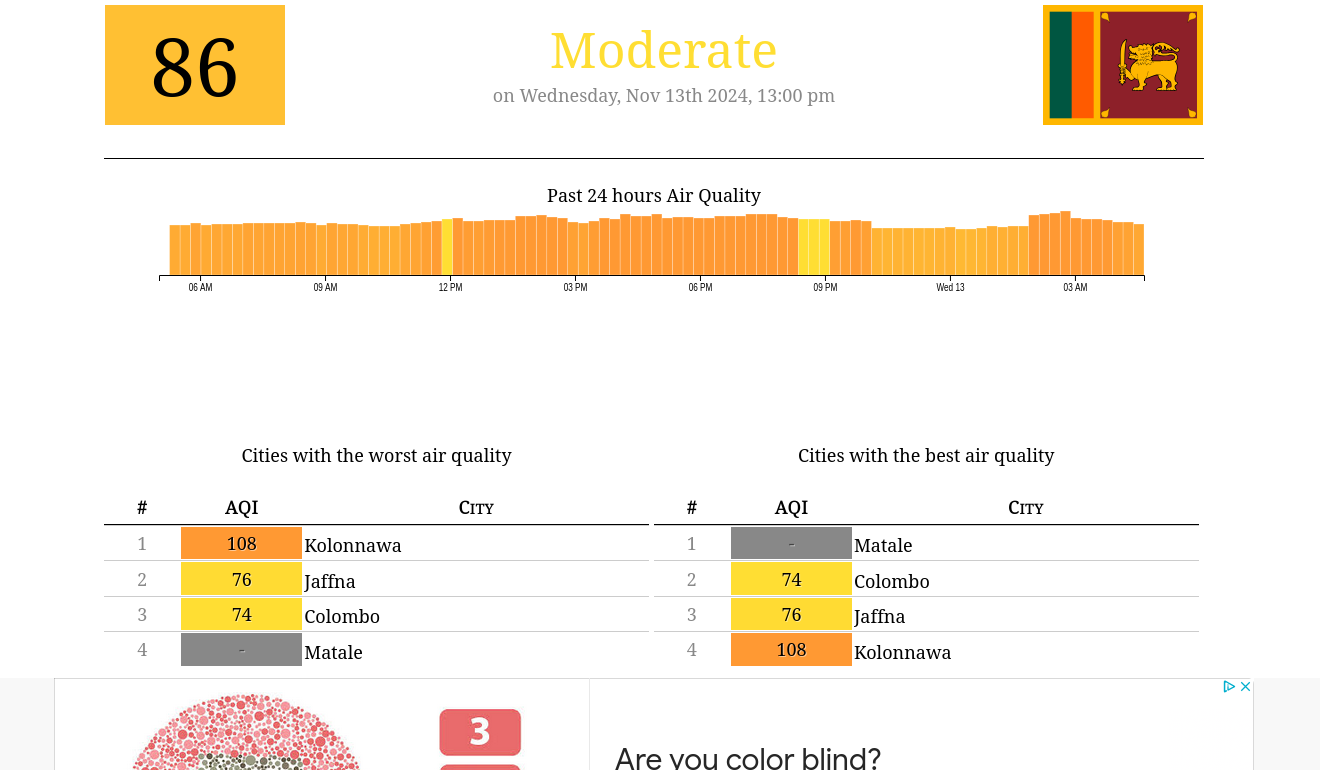 86
Moderate
on Wednesday, Nov 13th 2024, 13:00 pm
Past 24 hours Air Quality
06 AM 09 AM 12 PM 03 PM 06 PM 09 PM Wed 13 03 AM
Cities with the worst air quality
# AQI City
1 108 Kolonnawa
2 76 Jaffna
3 74 Colombo
4 - Matale
Cities with the best air quality
# AQI City
1 - Matale
2 74 Colombo
3 76 Jaffna
4 108 Kolonnawa
3
Are you color blind?